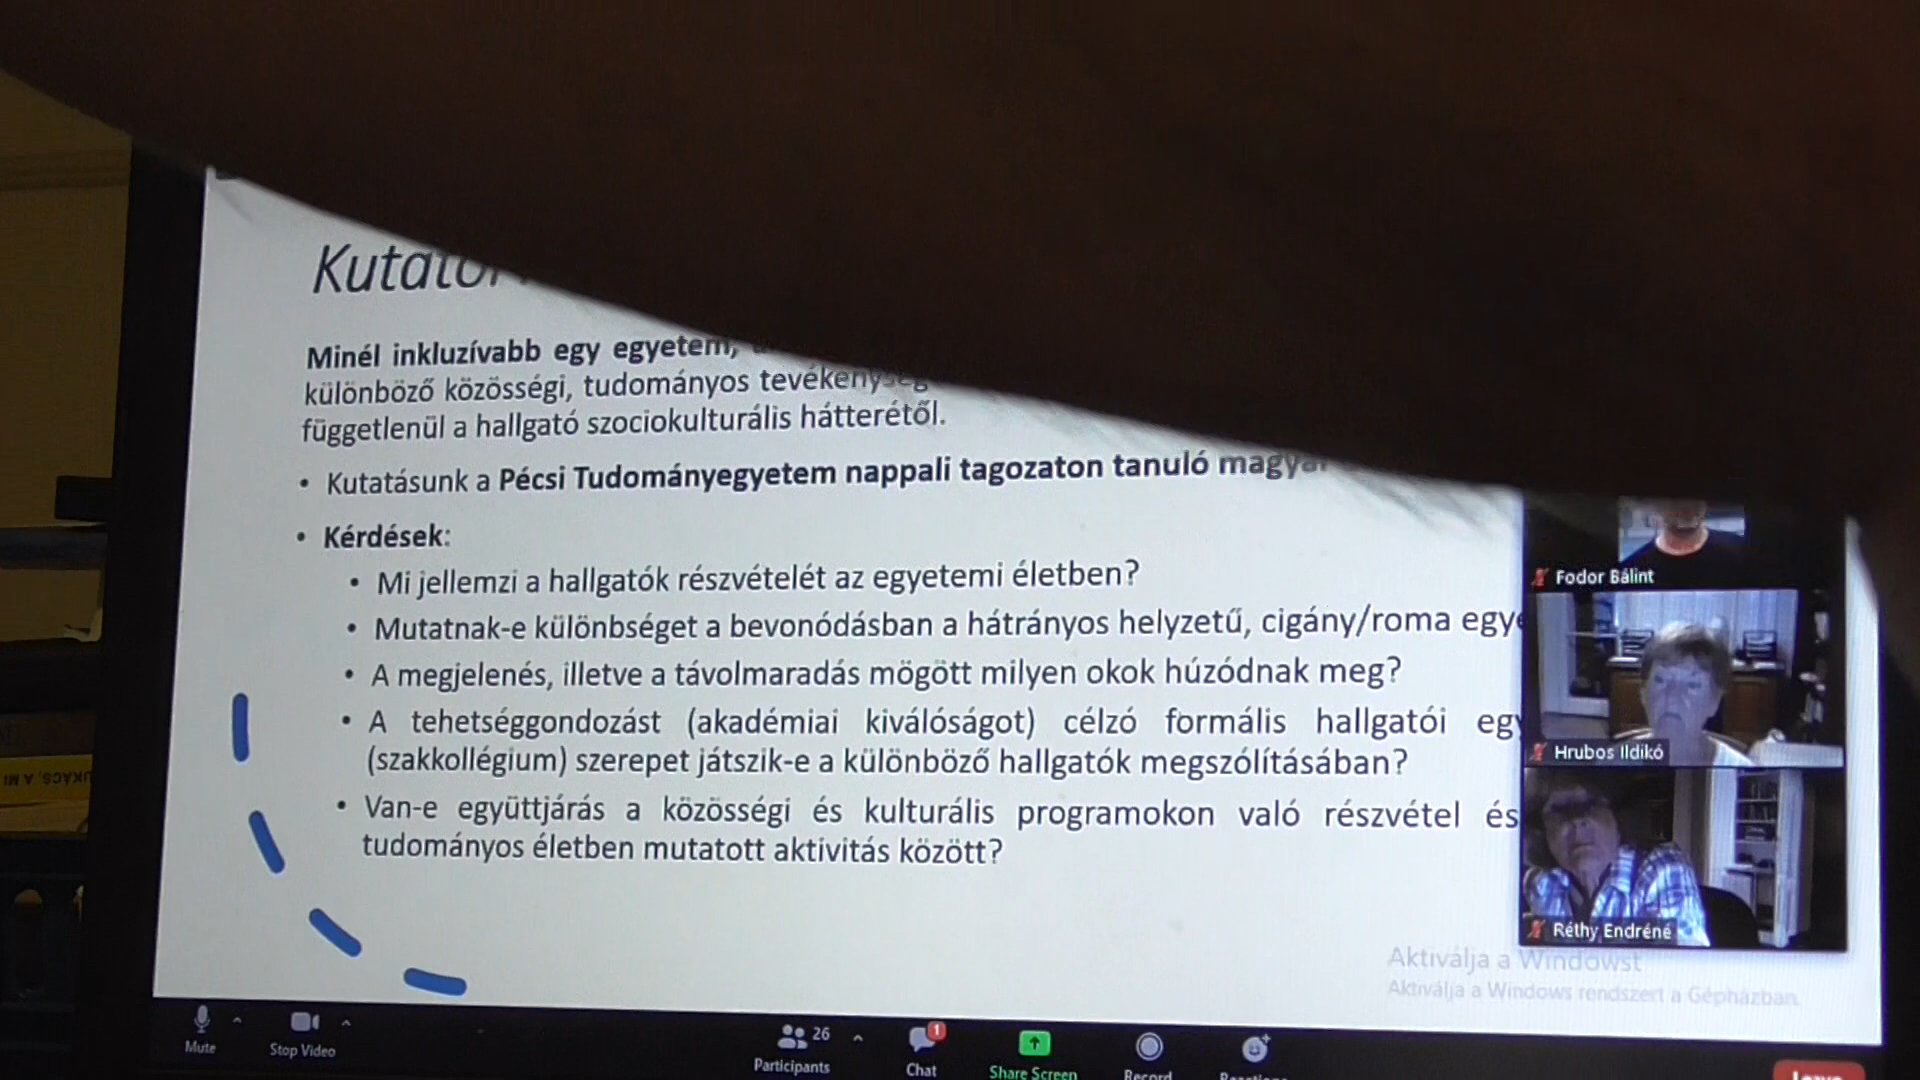 Minél inkluzívabb egy egyetem,
különböző közösségi, tudományos
függetlenül a hallgató szociokulturális hátterétől.
• Kutatásunk a Pécsi Tudományegyetem nappali tagozaton tanuló
• Kérdések:
• Mi jellemzi a hallgatók részvételét az egyetemi életben?
• Mutatnak-e különbséget a bevonódásban a hátrányos helyzetű, cigány/roma
• A megjelenés, illetve a távolmaradás mögött milyen okok húzódnak meg?
• A tehetséggondozást (akadémiai kiválóságot) célzó formális hallgatói
(szakkollégium) szerepet játszik-e a különböző hallgatók megszólításában?
• Van-e együttjárás a közösségi és kulturális programokon való részvétel és
tudományos életben mutatott aktivitás között?
Fodor Bálint
Hrubos Ildikó
Réthy Endréné
Aktiválja a Windowst
Aktiválja a Windows rendszert a Gépházban.
Mute
Stop Video
26
Participants
1
Chat
Share Screen
Record